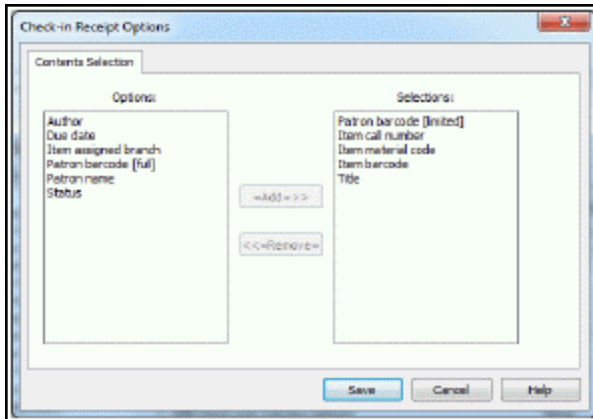 Check-in Receipt Options
Contents Selection
Options:
Selections:
Author
Due date
Item assigned branch
Patron barcode [full]
Patron name
Status
Patron barcode [limited]
Item call number
Item material code
Item barcode
Title
=Add=>>
<<=Remove=
Save
Cancel
Help